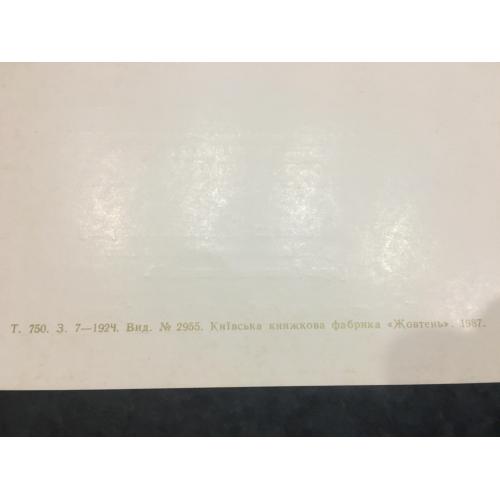 Т. 750. З. 7—1924. Вид. № 2955. Київська книжкова фабрика «Жовтень». 1987.